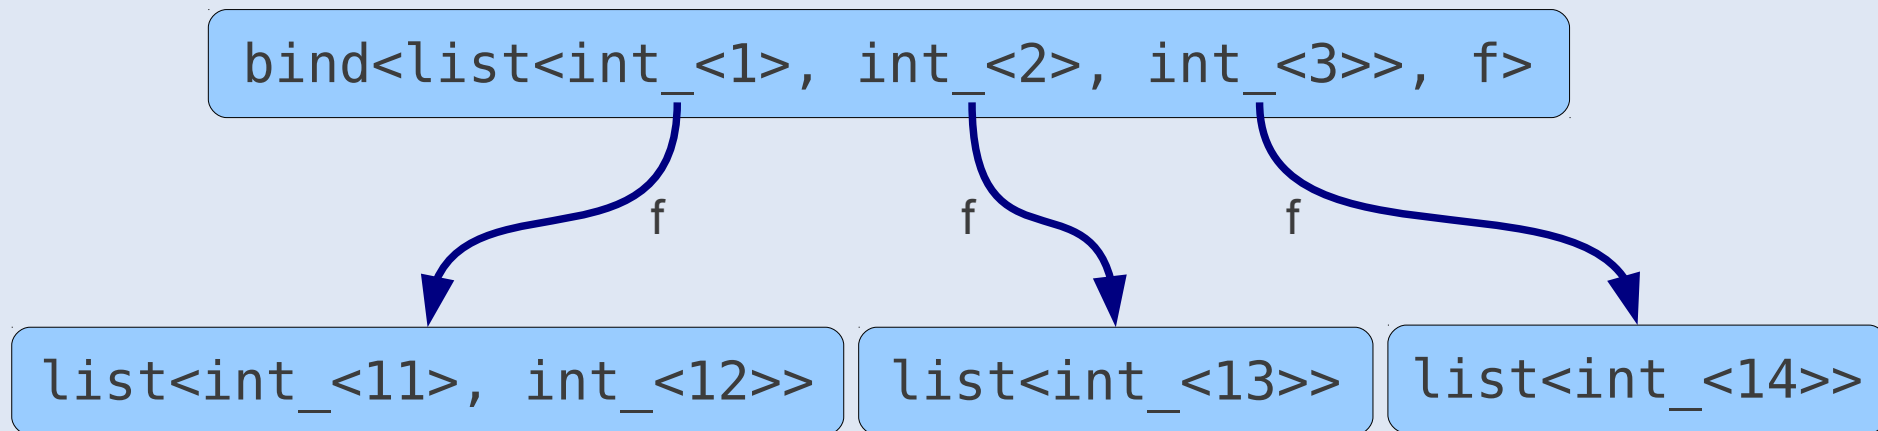 bind<list<int_<1>, int_<2>, int_<3>>, f>
f f f
list<int_<11>, int_<12>> list<int_<13>> list<int_<14>>